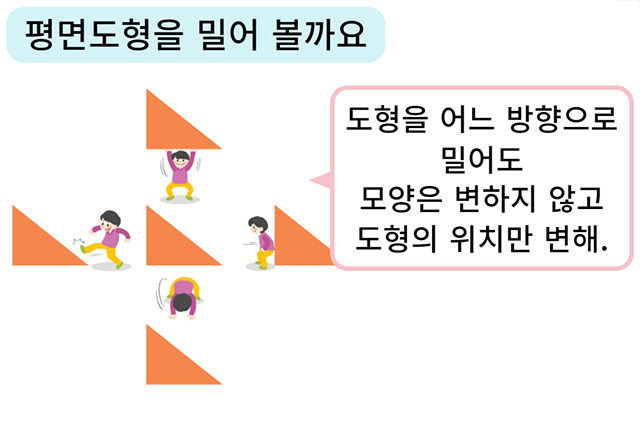 평면도형을 밀어 볼까요
도형을 어느 방향으로
밀어도
모양은 변하지 않고
도형의 위치만 변해.